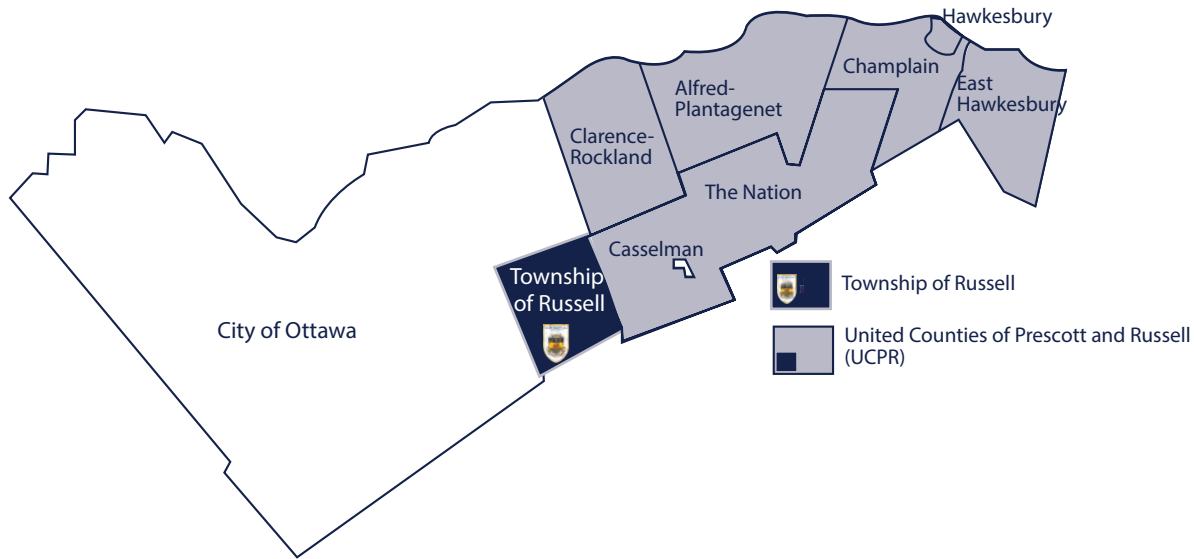 Hawkesbury
Champlain
East
Hawkesbury
Alfred-
Plantagenet
Clarence-
Rockland
The Nation
Casselman
Township
of Russell
City of Ottawa
Township of Russell
United Counties of Prescott and Russell
(UCPR)